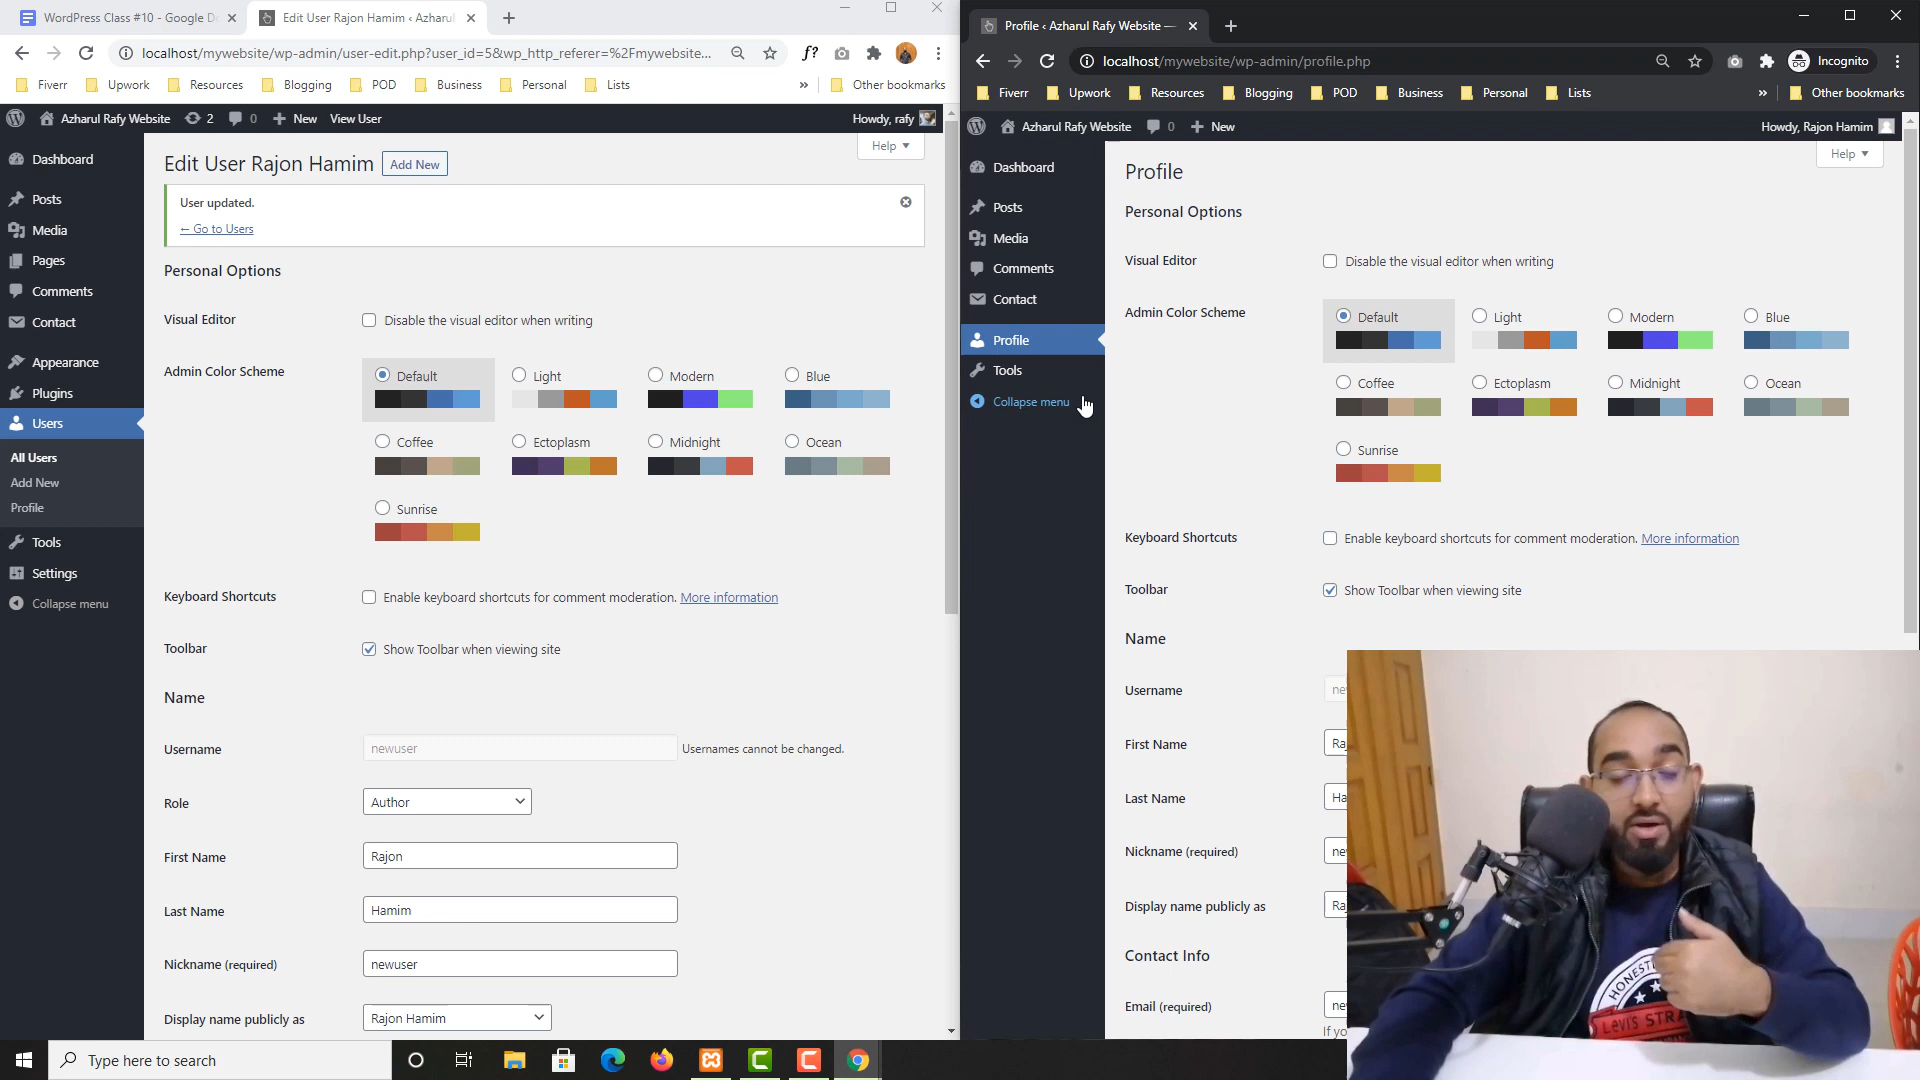 WordPress Class #10 - Google D
Edit User Rajon Hamim ‹ Azharul
localhost/mywebsite/wp-admin/user-edit.php?user_id=5&wp_http_referer=%2Fmywebsite...
f?
Fiverr
Upwork
Resources
Blogging
POD
Business
Personal
Lists
»
Other bookmarks
Azharul Rafy Website
2
0
+ New
View User
Howdy, rafy
Dashboard
Posts
Media
Pages
Comments
Contact
Appearance
Plugins
Users
All Users
Add New
Profile
Tools
Settings
Collapse menu
Help
Edit User Rajon Hamim
Add New
User updated.
← Go to Users
Personal Options
Visual Editor
Disable the visual editor when writing
Admin Color Scheme
Default
Light
Modern
Blue
Coffee
Ectoplasm
Midnight
Ocean
Sunrise
Keyboard Shortcuts
Enable keyboard shortcuts for comment moderation. More information
Toolbar
Show Toolbar when viewing site
Name
Username
newuser
Usernames cannot be changed.
Role
Author
First Name
Rajon
Last Name
Hamim
Nickname (required)
newuser
Display name publicly as
Rajon Hamim
Profile ‹ Azharul Rafy Website —
localhost/mywebsite/wp-admin/profile.php
Incognito
Fiverr
Upwork
Resources
Blogging
POD
Business
Personal
Lists
»
Other bookmarks
Azharul Rafy Website
0
+ New
Howdy, Rajon Hamim
Dashboard
Posts
Media
Comments
Contact
Profile
Tools
Collapse menu
Help
Profile
Personal Options
Visual Editor
Disable the visual editor when writing
Admin Color Scheme
Default
Light
Modern
Blue
Coffee
Ectoplasm
Midnight
Ocean
Sunrise
Keyboard Shortcuts
Enable keyboard shortcuts for comment moderation. More information
Toolbar
Show Toolbar when viewing site
Name
Username
ne
First Name
Ra
Last Name
Ha
Nickname (required)
ne
Display name publicly as
Ra
Contact Info
Email (required)
ne
If yo
HONEST
LEVI'S STRA
Type here to search